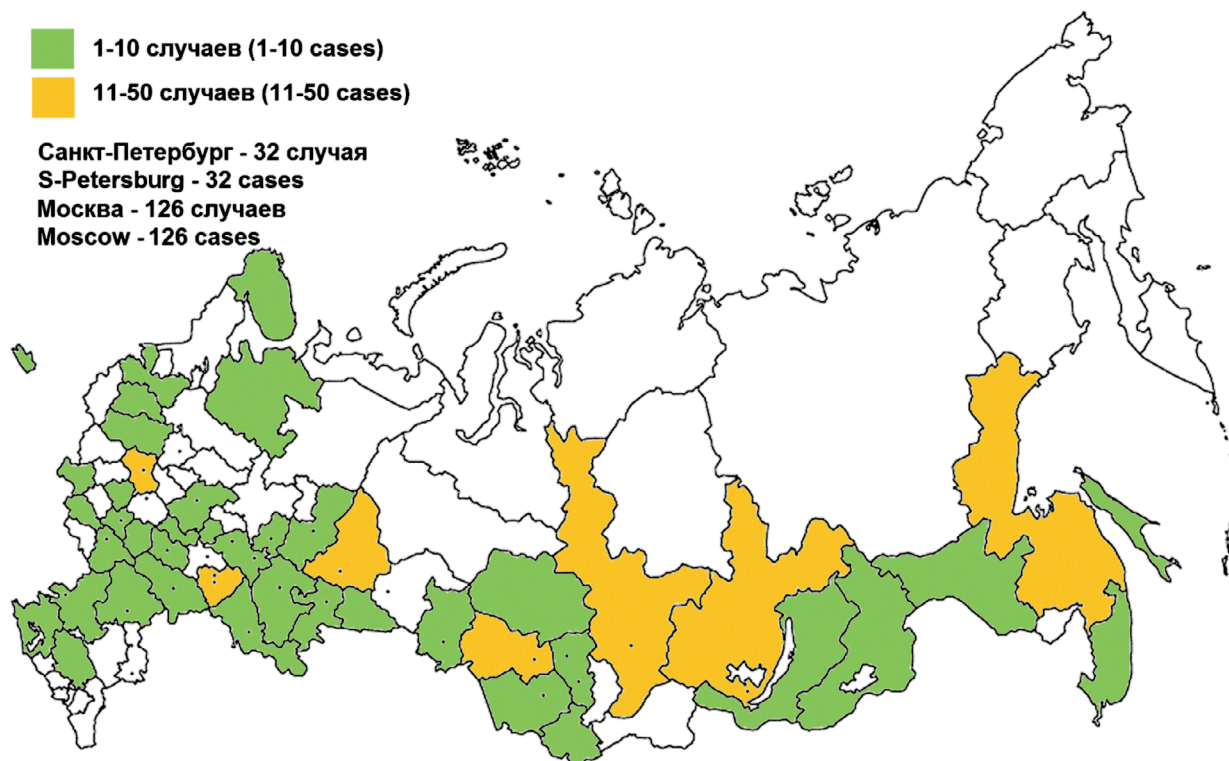 1-10 случаев (1-10 cases)
11-50 случаев (11-50 cases)
Санкт-Петербург - 32 случая
S-Petersburg - 32 cases
Москва - 126 случаев
Moscow - 126 cases